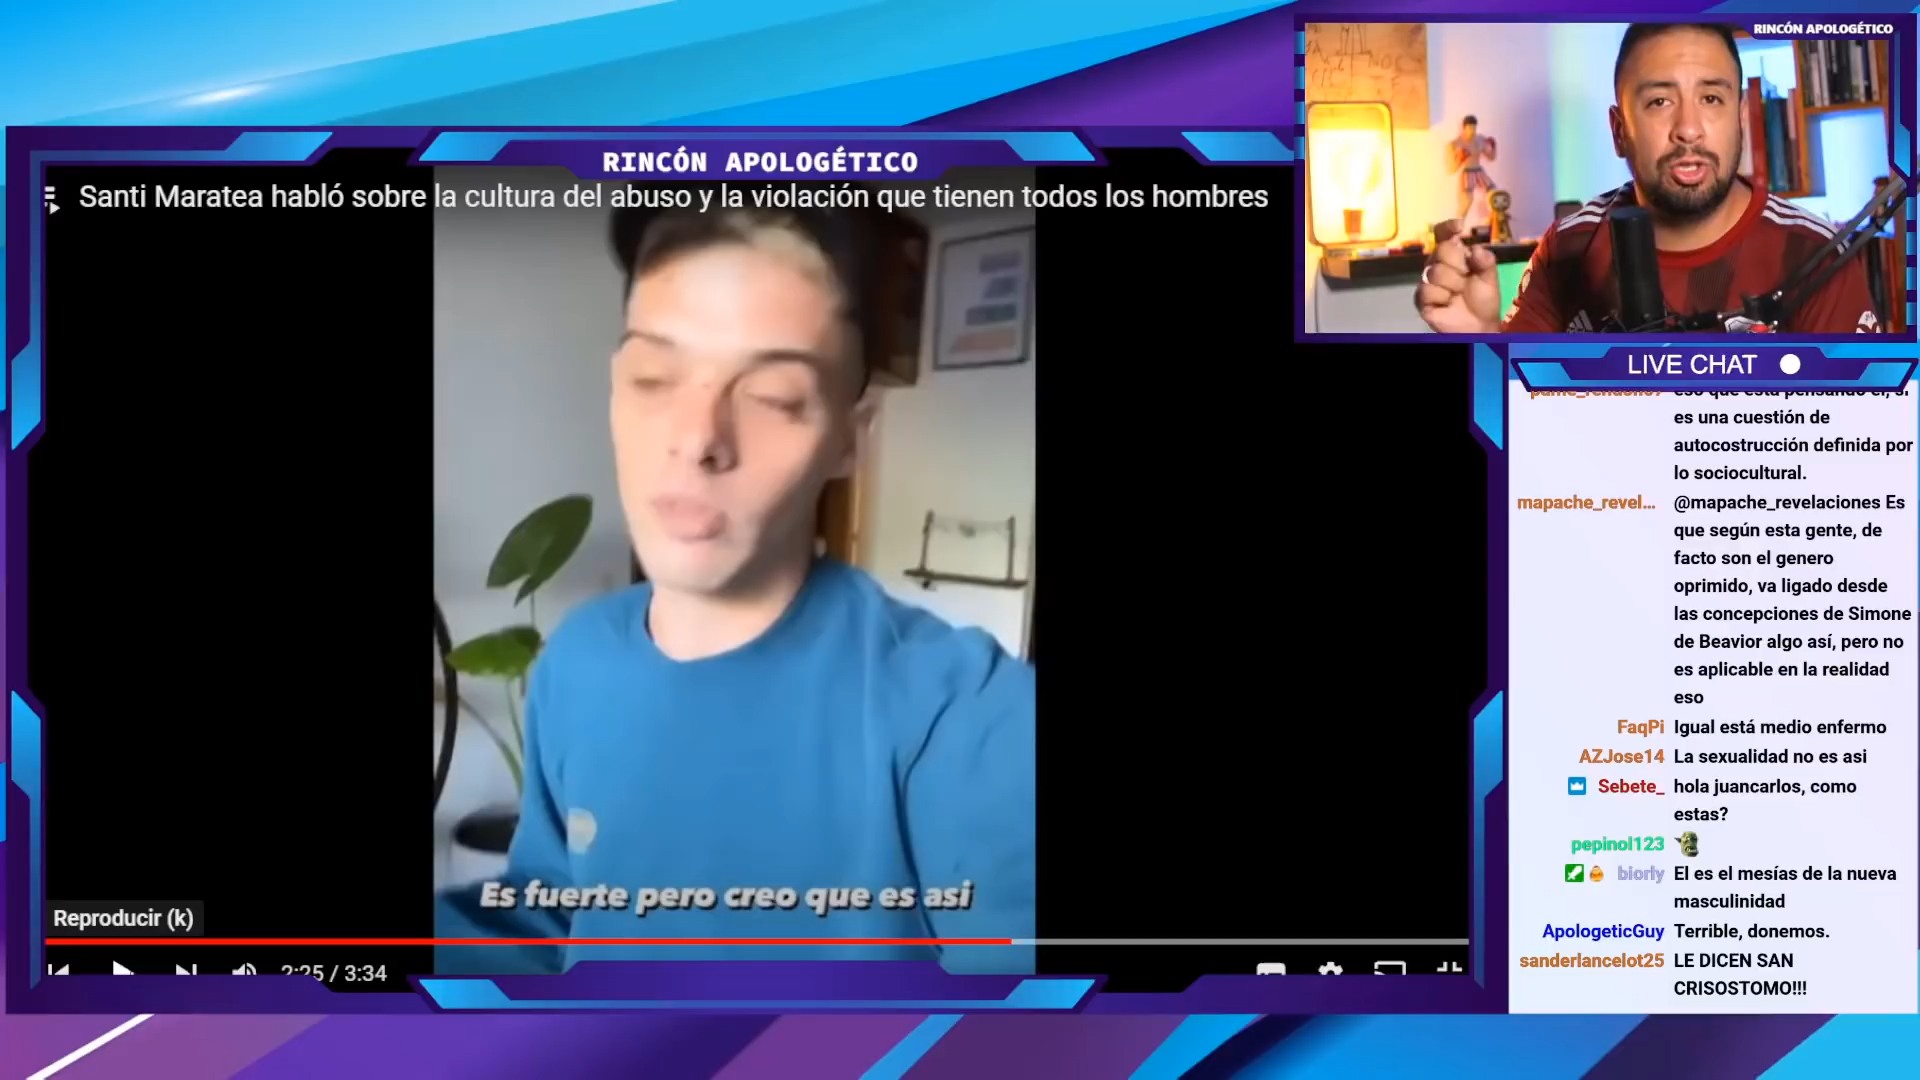 RINCÓN APOLOGÉTICO
RINCÓN APOLOGÉTICO
Santi Maratea habló sobre la cultura del abuso y la violación que tienen todos los hombres
Es fuerte pero creo que es asi
Reproducir (k)
2:25 / 3:34
LIVE CHAT
es una cuestión de
autocostrucción definida por
lo sociocultural.
mapache_revel... @mapache_revelaciones Es
que según esta gente, de
facto son el genero
oprimido, va ligado desde
las concepciones de Simone
de Beavior algo así, pero no
es aplicable en la realidad
eso
FaqPi Igual está medio enfermo
AZJose14 La sexualidad no es asi
Sebete_ hola juancarlos, como
estas?
pepinol123
biorly El es el mesías de la nueva
masculinidad
ApologeticGuy Terrible, donemos.
sanderlancelot25 LE DICEN SAN
CRISOSTOMO!!!